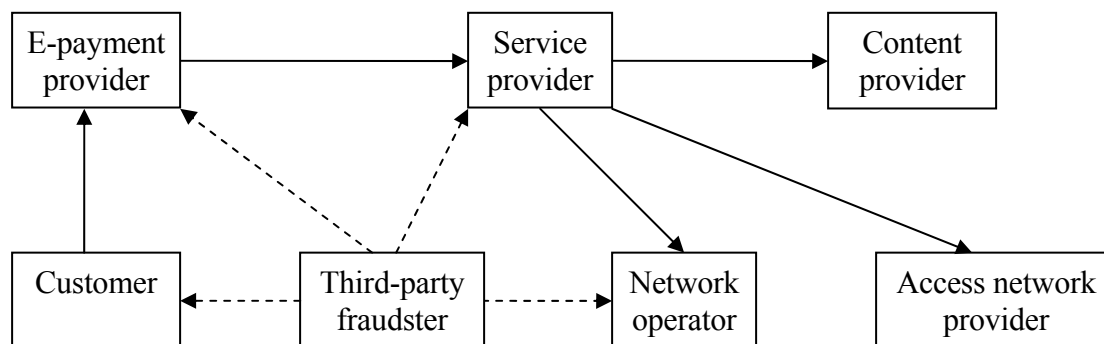 E-payment
provider
Service
provider
Content
provider
Customer
Third-party
fraudster
Network
operator
Access network
provider